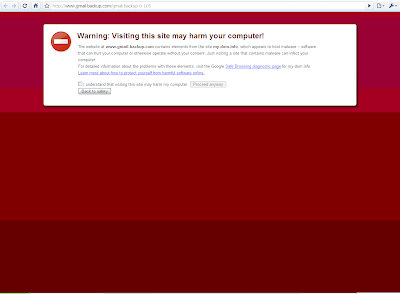 http://www.gmail-backup.com/gmail-backup-0.105
Warning: Visiting this site may harm your computer!
The website at www.gmail-backup.com contains elements from the site my-dom.info, which appears to host malware – software
that can hurt your computer or otherwise operate without your consent. Just visiting a site that contains malware can infect your
computer.
For detailed information about the problems with these elements, visit the Google Safe Browsing diagnostic page for my-dom.info.
Learn more about how to protect yourself from harmful software online.
I understand that visiting this site may harm my computer. Proceed anyway
Back to safety